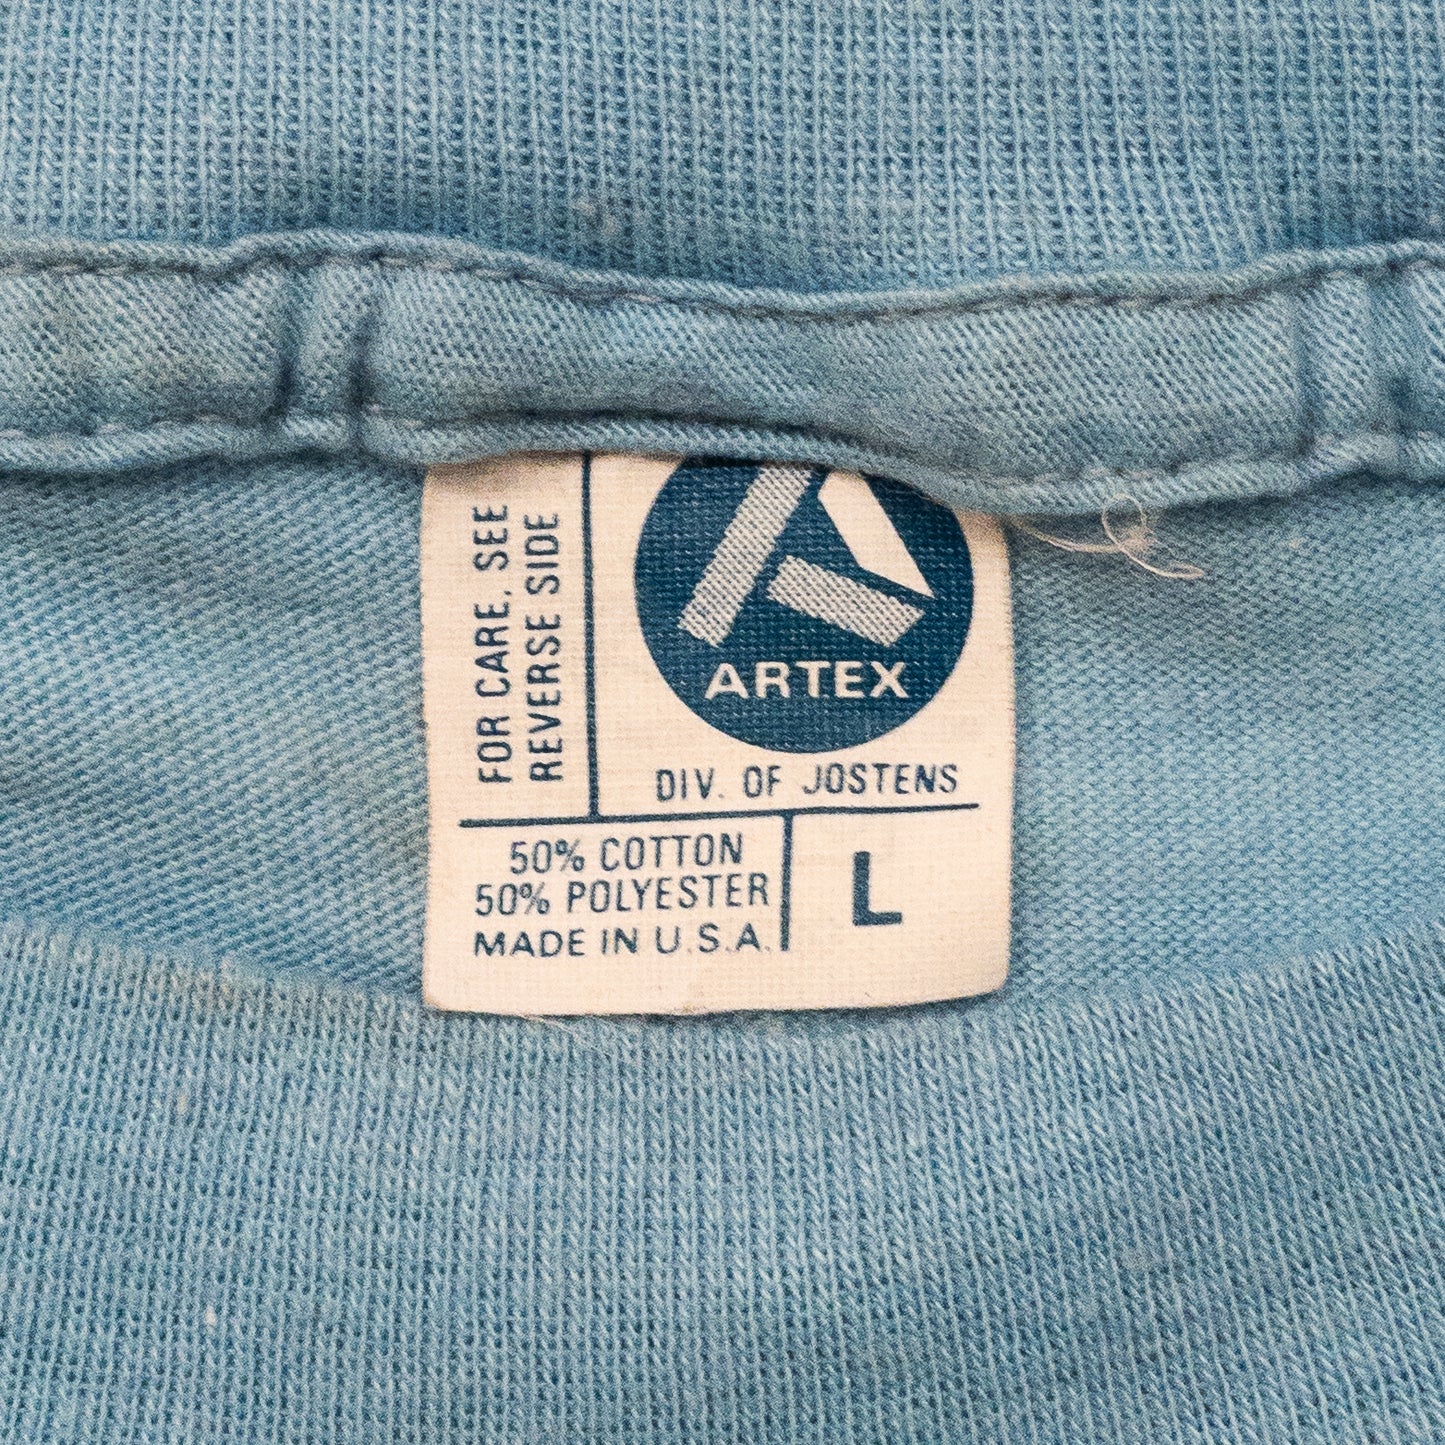 FOR CARE, SEE
REVERSE SIDE
ARTEX
DIV. OF JOSTENS
50% COTTON
50% POLYESTER
MADE IN U.S.A.
L